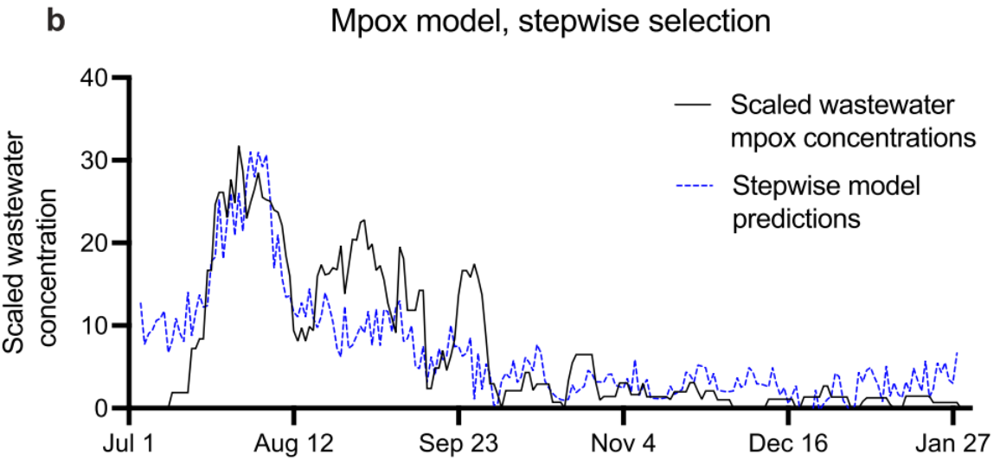 b
Mpox model, stepwise selection
Scaled wastewater
concentration
40
30
20
10
0
Scaled wastewater
mpox concentrations
Stepwise model
predictions
Jul 1
Aug 12
Sep 23
Nov 4
Dec 16
Jan 27